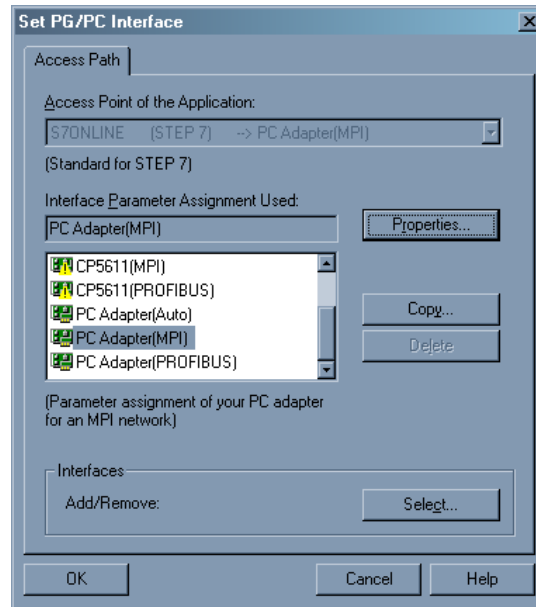 Set PG/PC Interface
Access Path
Access Point of the Application:
S7ONLINE (STEP 7) --> PC Adapter(MPI)
(Standard for STEP 7)
Interface Parameter Assignment Used:
PC Adapter(MPI)
Properties...
CP5611(MPI)
CP5611(PROFIBUS)
PC Adapter(Auto)
PC Adapter(MPI)
PC Adapter(PROFIBUS)
Copy...
Delete
(Parameter assignment of your PC adapter
for an MPI network)
Interfaces
Add/Remove:
Select...
OK
Cancel
Help